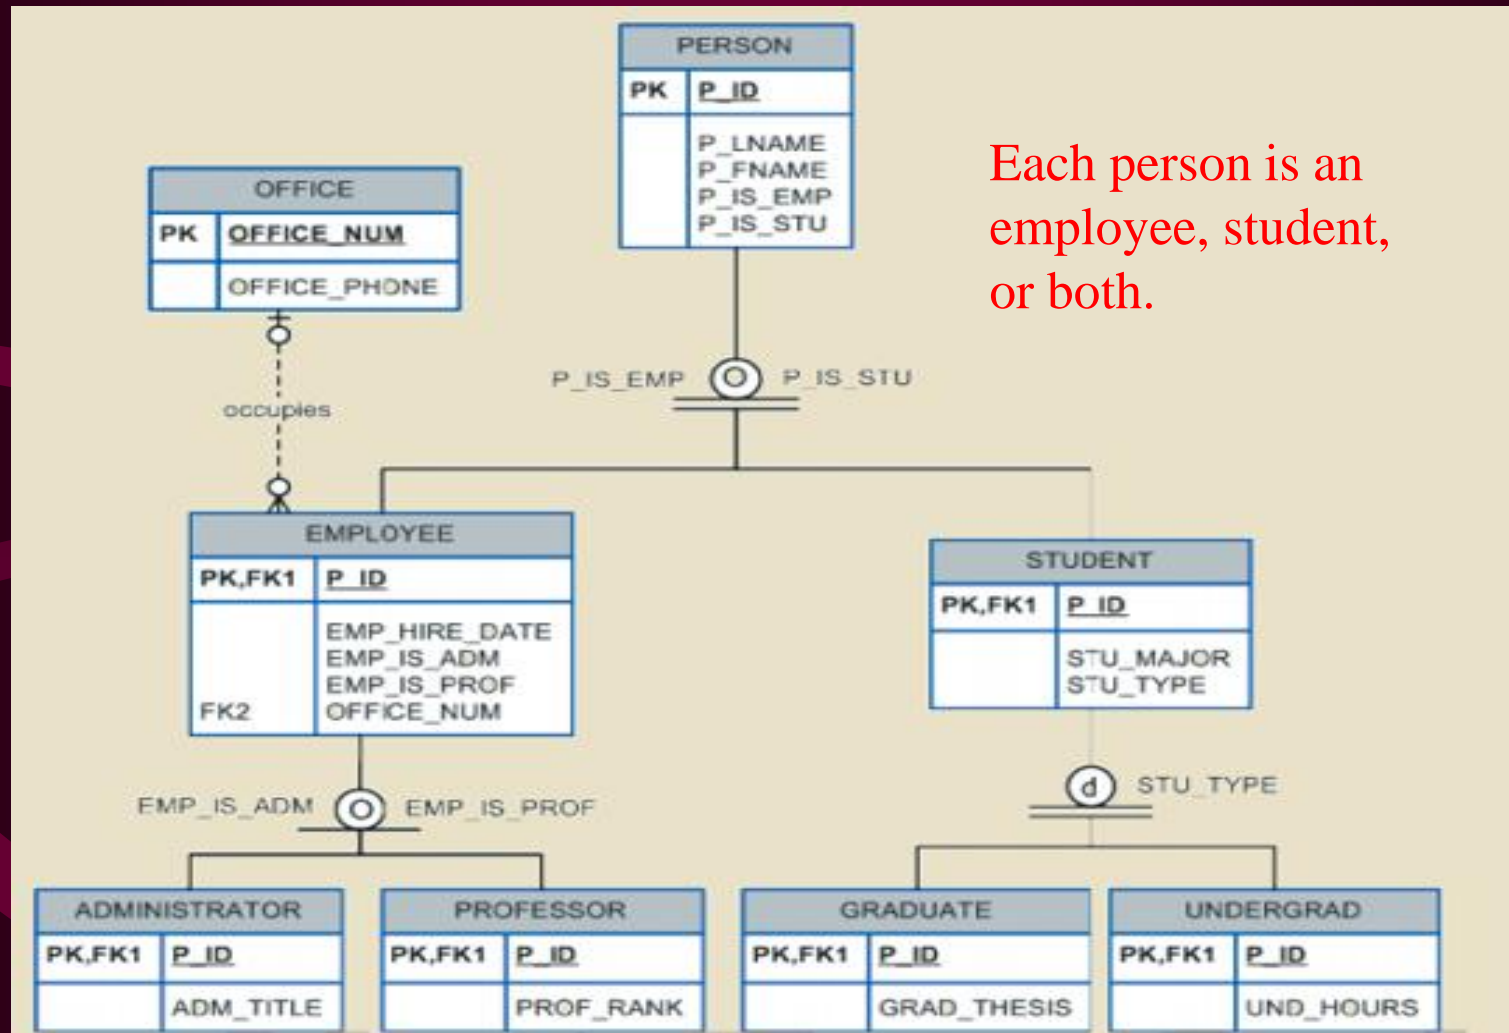 PERSON
PK P_ID
P_LNAME
P_FNAME
P_IS_EMP
P_IS_STU
Each person is an
employee, student,
or both.
OFFICE
PK OFFICE_NUM
OFFICE_PHONE
P_IS_EMP O P_IS_STU
occupies
EMPLOYEE
PK,FK1 P_ID
EMP_HIRE_DATE
EMP_IS_ADM
EMP_IS_PROF
FK2 OFFICE_NUM
STUDENT
PK,FK1 P_ID
STU_MAJOR
STU_TYPE
EMP_IS_ADM O EMP_IS_PROF
d STU_TYPE
ADMINISTRATOR
PK,FK1 P_ID
ADM_TITLE
PROFESSOR
PK,FK1 P_ID
PROF_RANK
GRADUATE
PK,FK1 P_ID
GRAD_THESIS
UNDERGRAD
PK,FK1 P_ID
UND_HOURS